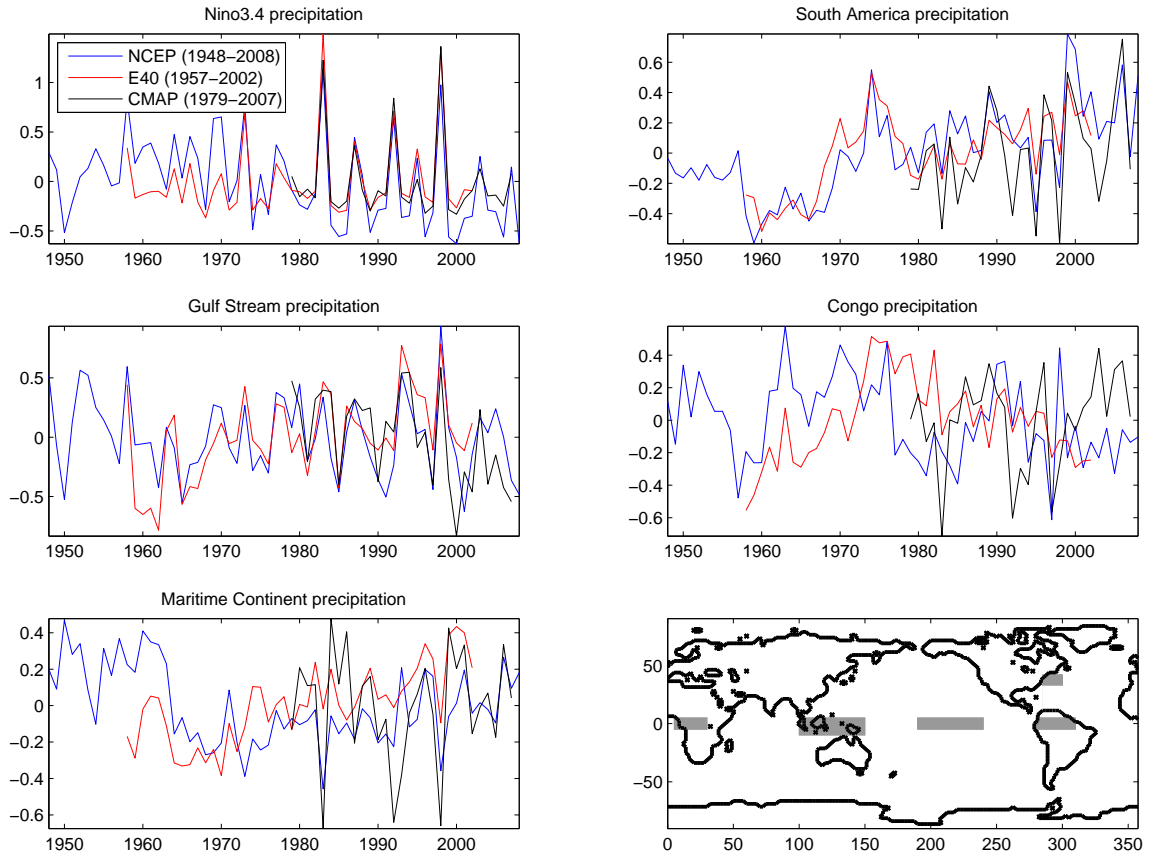 Nino3.4 precipitation
NCEP (1948−2008)
E40 (1957−2002)
CMAP (1979−2007)
1
0.5
0
−0.5
1950 1960 1970 1980 1990 2000
South America precipitation
0.6
0.4
0.2
0
−0.2
−0.4
1950 1960 1970 1980 1990 2000
Gulf Stream precipitation
0.5
0
−0.5
1950 1960 1970 1980 1990 2000
Congo precipitation
0.4
0.2
0
−0.2
−0.4
−0.6
1950 1960 1970 1980 1990 2000
Maritime Continent precipitation
0.4
0.2
0
−0.2
−0.4
−0.6
1950 1960 1970 1980 1990 2000
50
0
−50
0 50 100 150 200 250 300 350